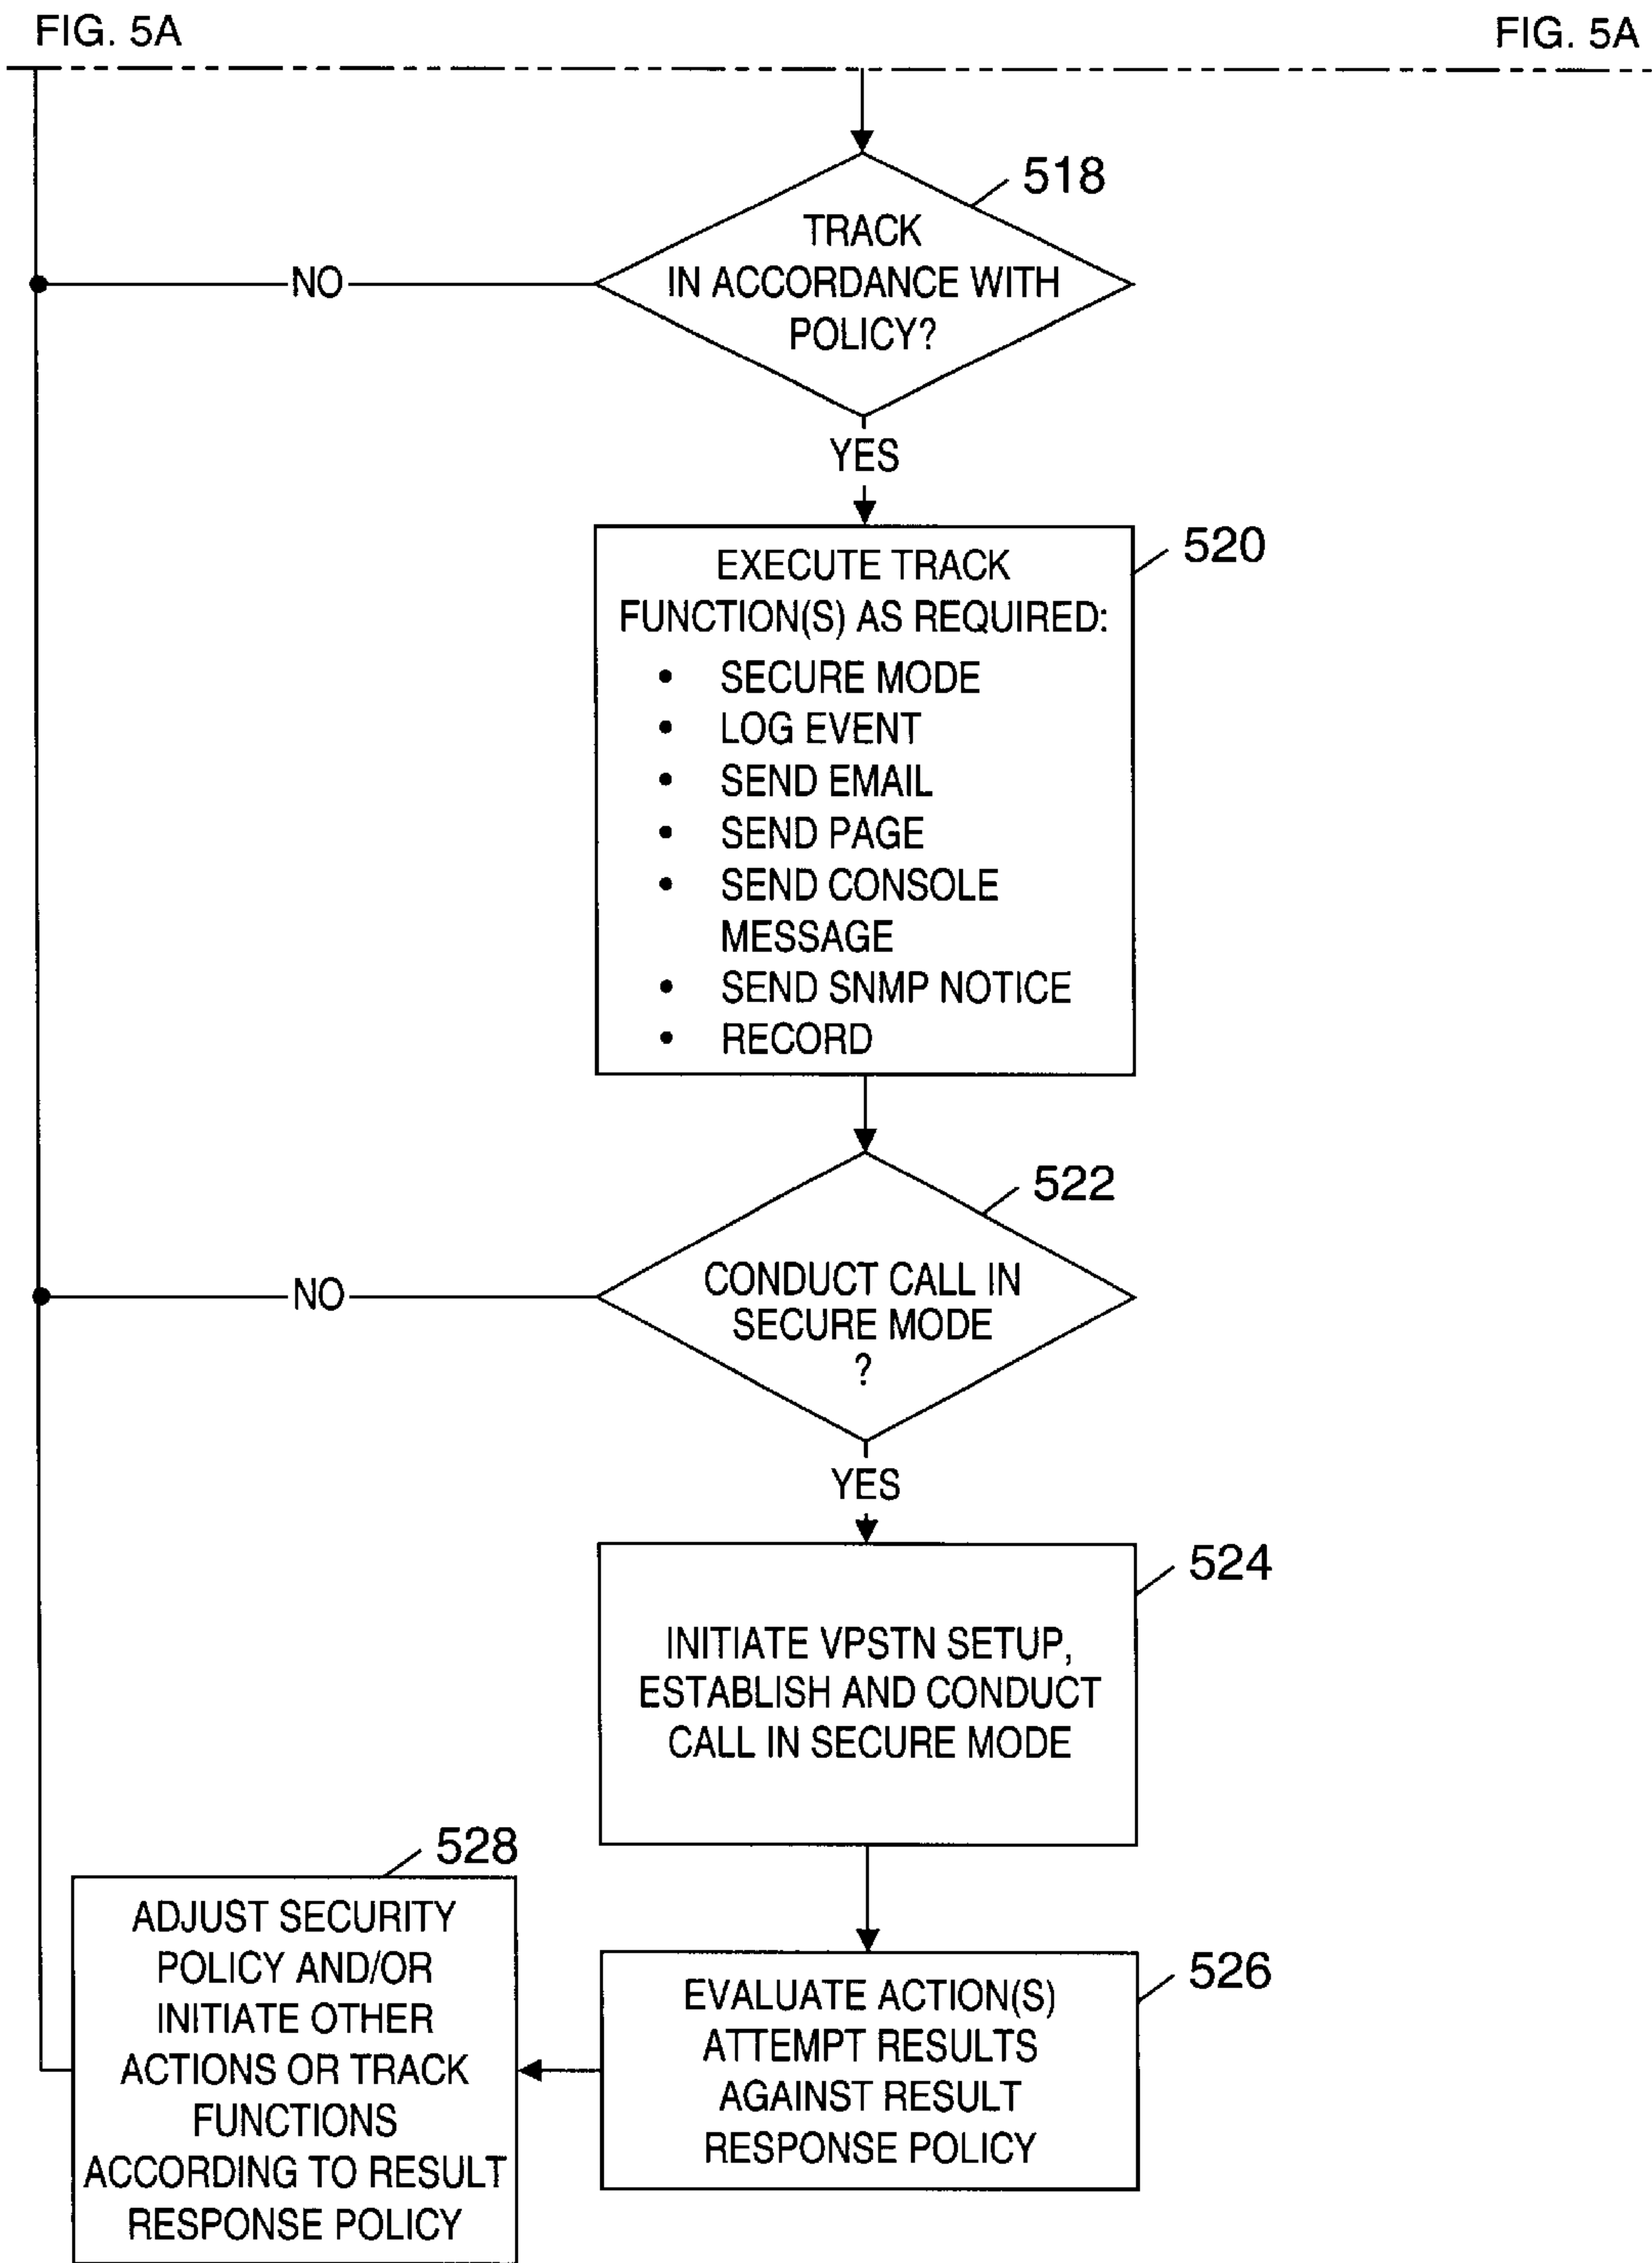 FIG. 5A
FIG. 5A
518
TRACK
IN ACCORDANCE WITH
POLICY?
NO
YES
520
EXECUTE TRACK
FUNCTION(S) AS REQUIRED:
• SECURE MODE
• LOG EVENT
• SEND EMAIL
• SEND PAGE
• SEND CONSOLE
MESSAGE
• SEND SNMP NOTICE
• RECORD
522
CONDUCT CALL IN
SECURE MODE
?
NO
YES
524
INITIATE VPSTN SETUP,
ESTABLISH AND CONDUCT
CALL IN SECURE MODE
526
EVALUATE ACTION(S)
ATTEMPT RESULTS
AGAINST RESULT
RESPONSE POLICY
528
ADJUST SECURITY
POLICY AND/OR
INITIATE OTHER
ACTIONS OR TRACK
FUNCTIONS
ACCORDING TO RESULT
RESPONSE POLICY